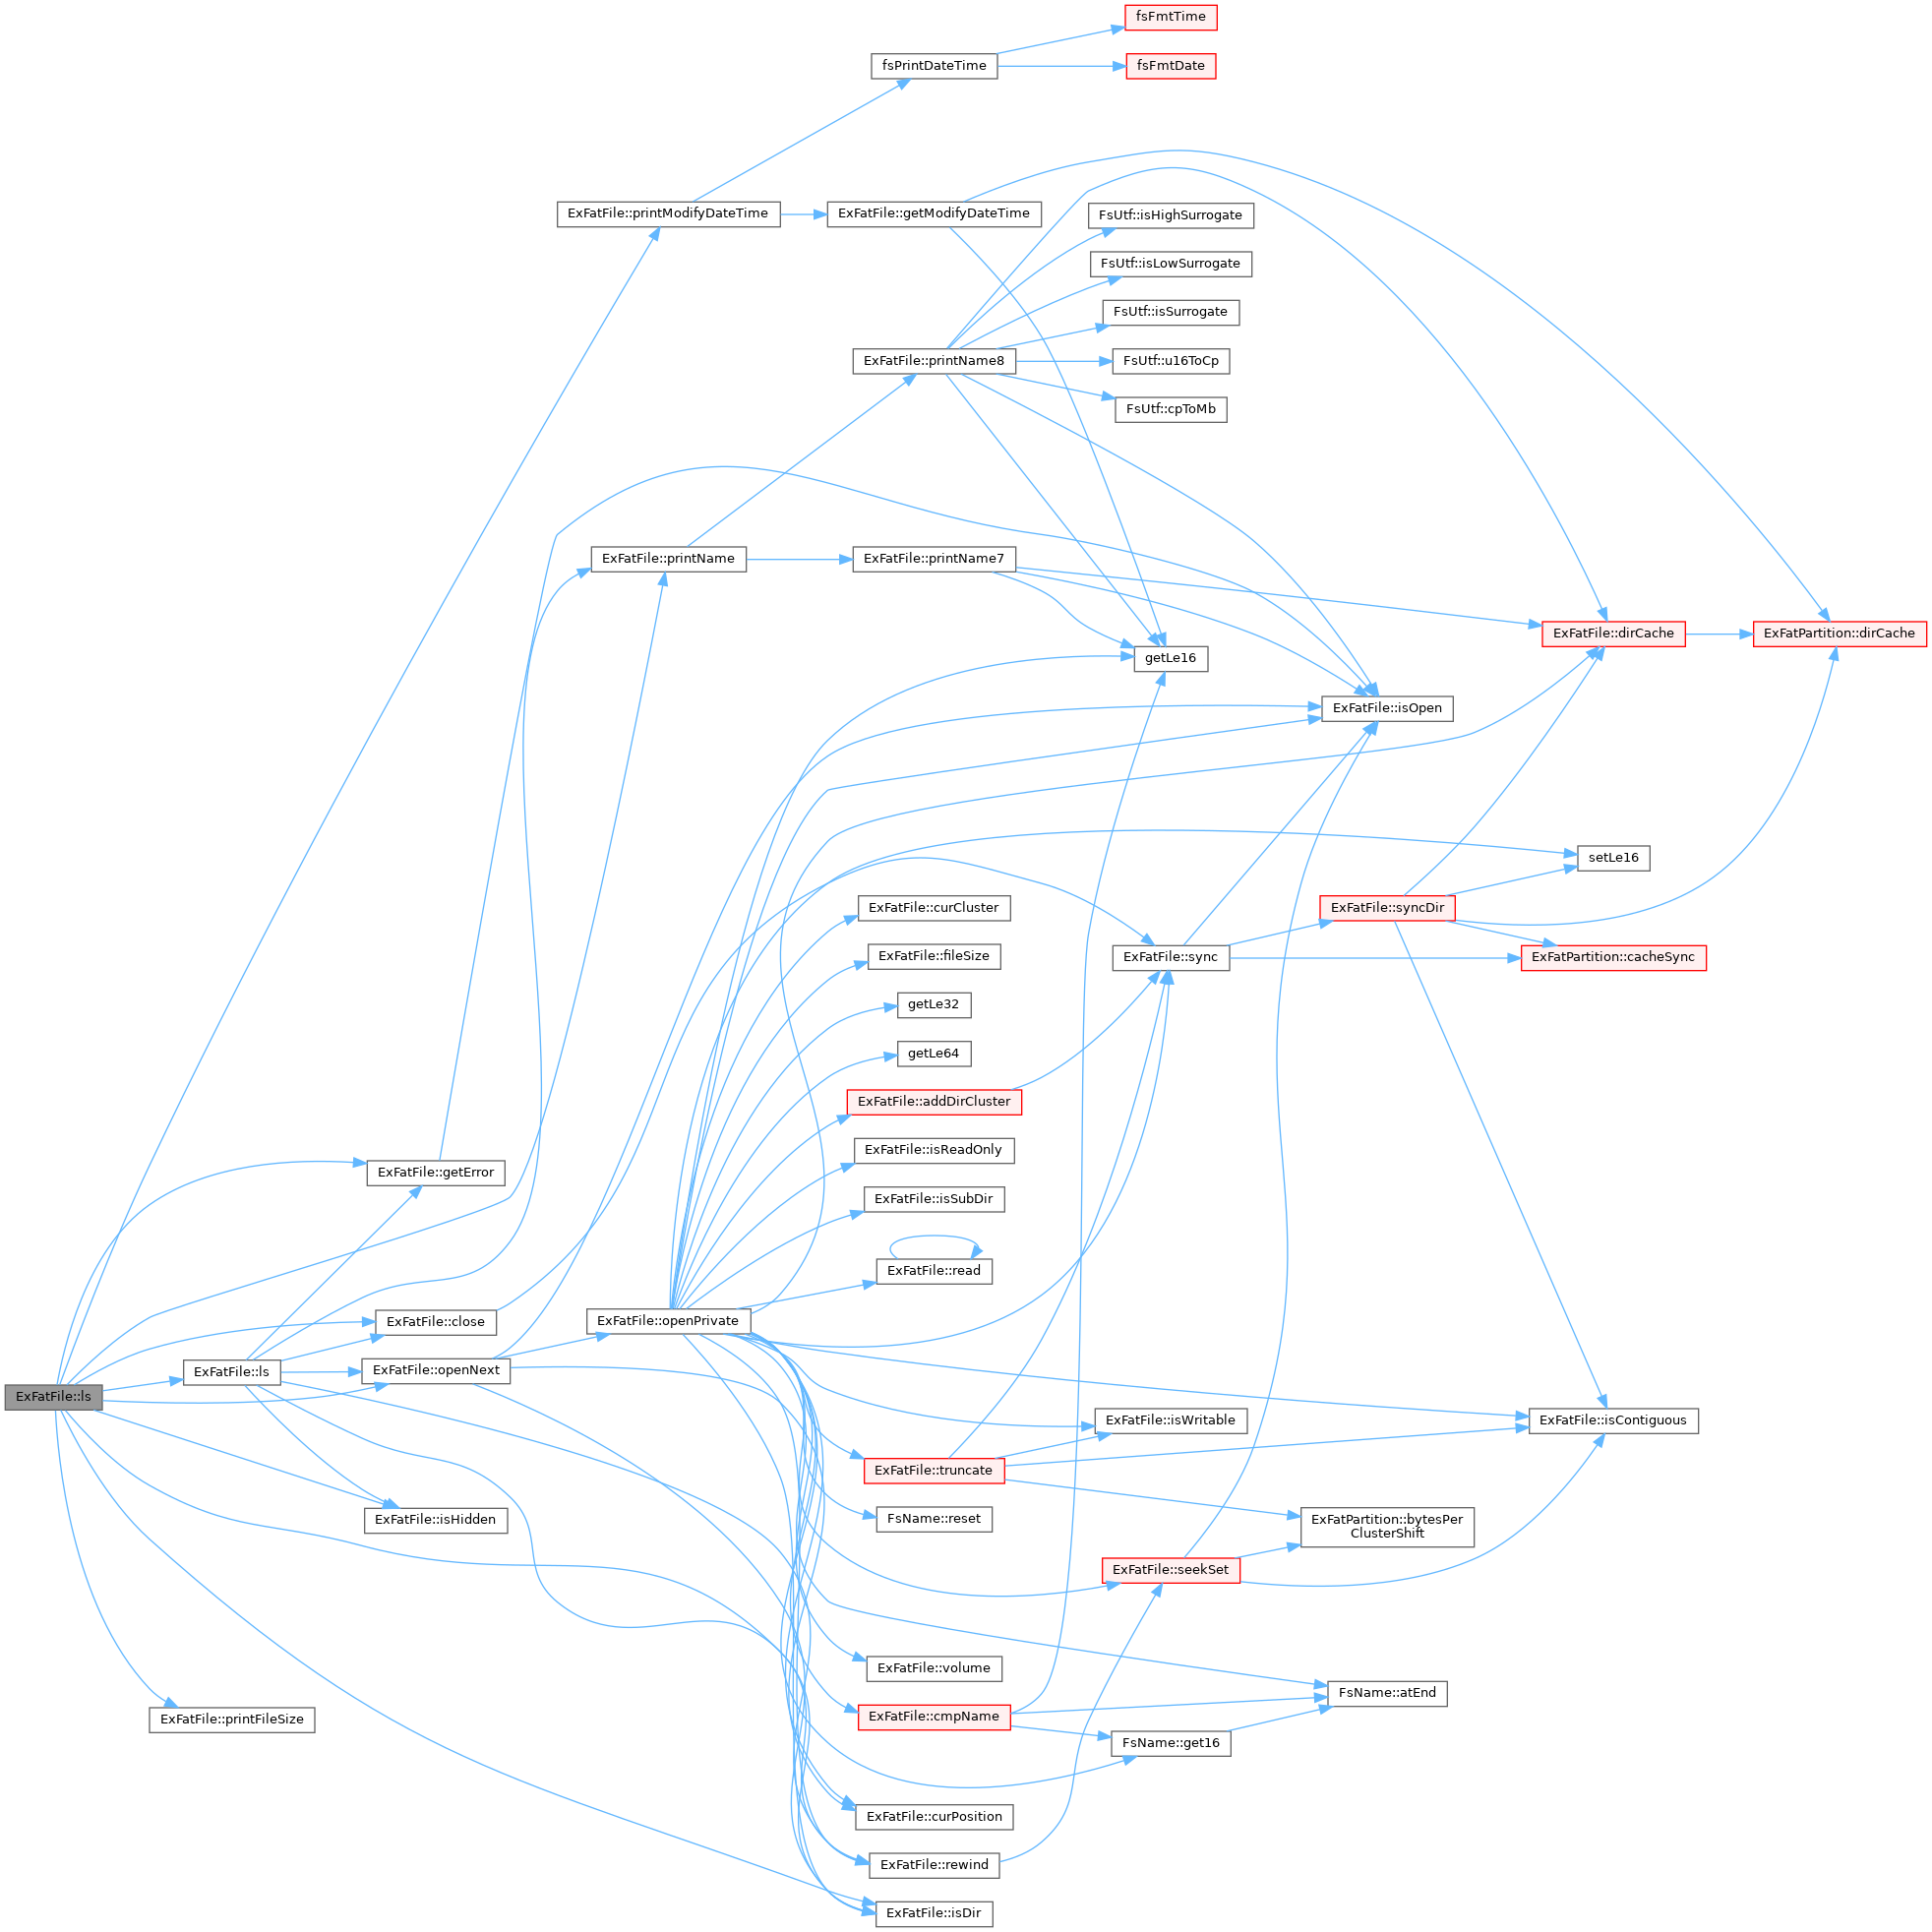 fsFmtTime
fsPrintDateTime
fsFmtDate
ExFatFile::printModifyDateTime
ExFatFile::getModifyDateTime
FsUtf::isHighSurrogate
FsUtf::isLowSurrogate
FsUtf::isSurrogate
ExFatFile::printName8
FsUtf::u16ToCp
FsUtf::cpToMb
ExFatFile::printName
ExFatFile::printName7
ExFatFile::dirCache
ExFatPartition::dirCache
getLe16
ExFatFile::isOpen
setLe16
ExFatFile::curCluster
ExFatFile::syncDir
ExFatFile::fileSize
ExFatFile::sync
ExFatPartition::cacheSync
getLe32
getLe64
ExFatFile::addDirCluster
ExFatFile::isReadOnly
ExFatFile::getError
ExFatFile::isSubDir
ExFatFile::read
ExFatFile::close
ExFatFile::openPrivate
ExFatFile::ls
ExFatFile::openNext
ExFatFile::ls
ExFatFile::isWritable
ExFatFile::isContiguous
ExFatFile::truncate
ExFatFile::isHidden
FsName::reset
ExFatPartition::bytesPer
ClusterShift
ExFatFile::seekSet
ExFatFile::volume
FsName::atEnd
ExFatFile::printFileSize
ExFatFile::cmpName
FsName::get16
ExFatFile::curPosition
ExFatFile::rewind
ExFatFile::isDir